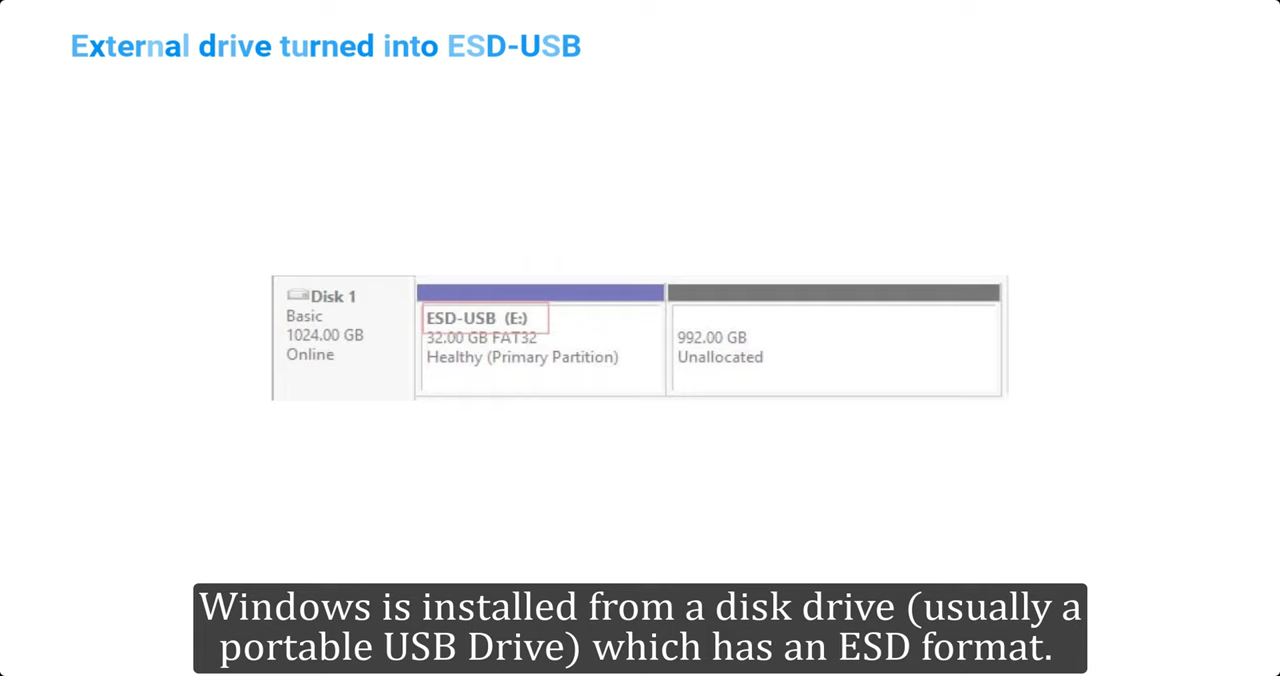 External drive turned into ESD-USB
Disk 1
Basic
1024.00 GB
Online
ESD-USB (E:)
32.00 GB FAT32
Healthy (Primary Partition)
992.00 GB
Unallocated
Windows is installed from a disk drive (usually a
portable USB Drive) which has an ESD format.